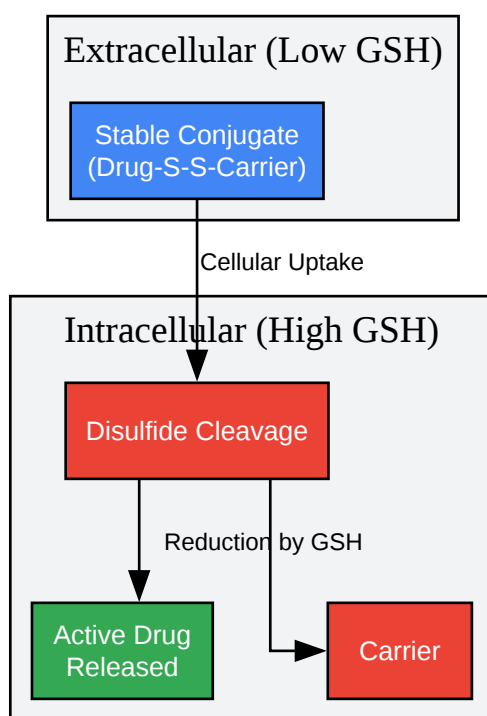 Extracellular (Low GSH)
Stable Conjugate
(Drug-S-S-Carrier)
Cellular Uptake
Intracellular (High GSH)
Disulfide Cleavage
Reduction by GSH
Active Drug
Released
Carrier